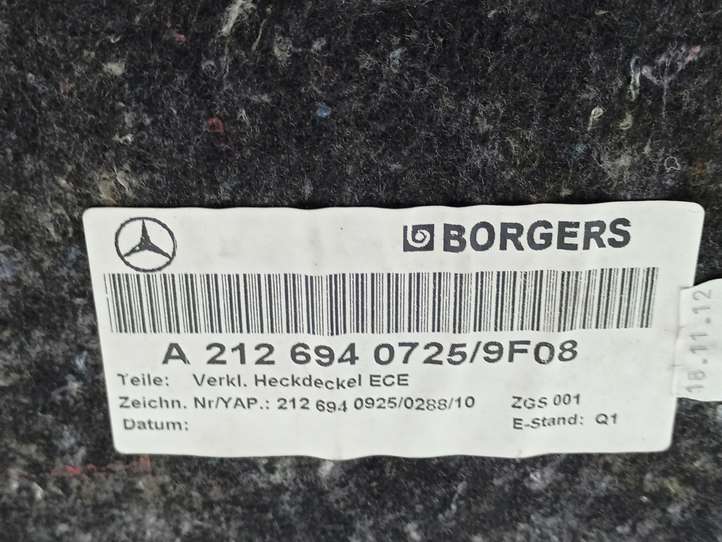 BORGERS
A 212 694 0725/9F08
Teile: Verkl. Heckdeckel ECE
Zeichn. Nr/YAP.: 212 694 0925/0288/10 ZGS 001
Datum: E-Stand: Q1
16.11.12